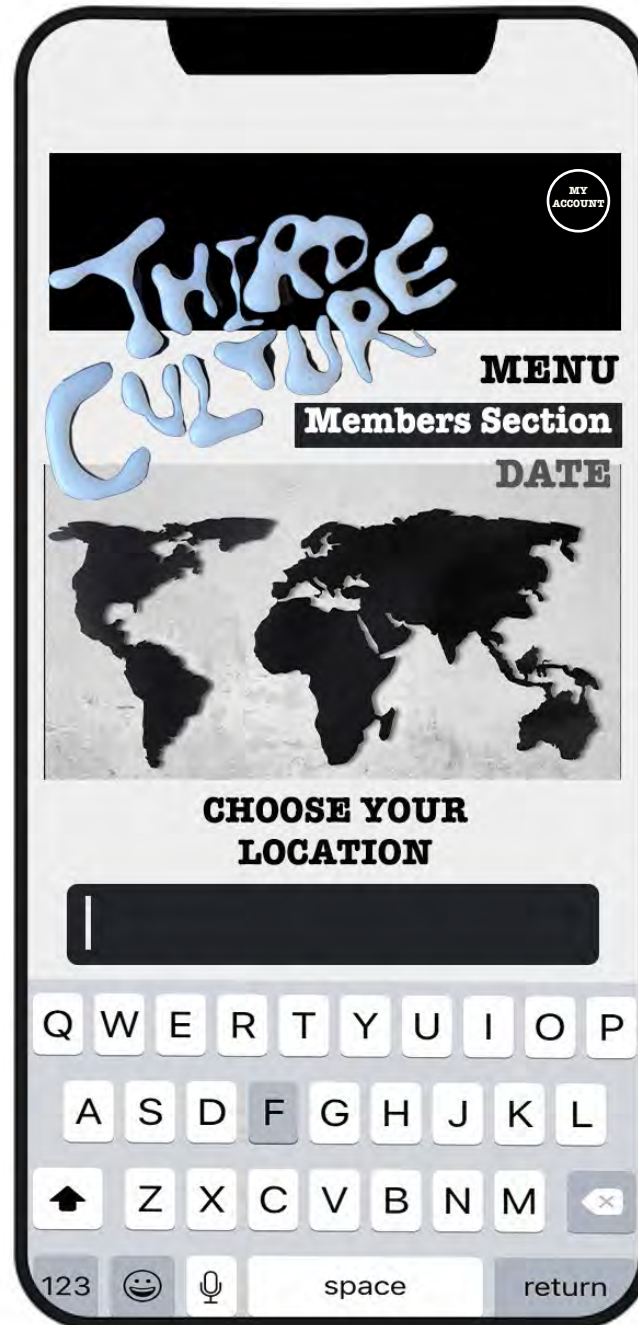 MY
ACCOUNT
THIRD
CULTURE
MENU
Members Section
DATE
CHOOSE YOUR
LOCATION
Q W E R T Y U I O P
A S D F G H J K L
Z X C V B N M
123 space return